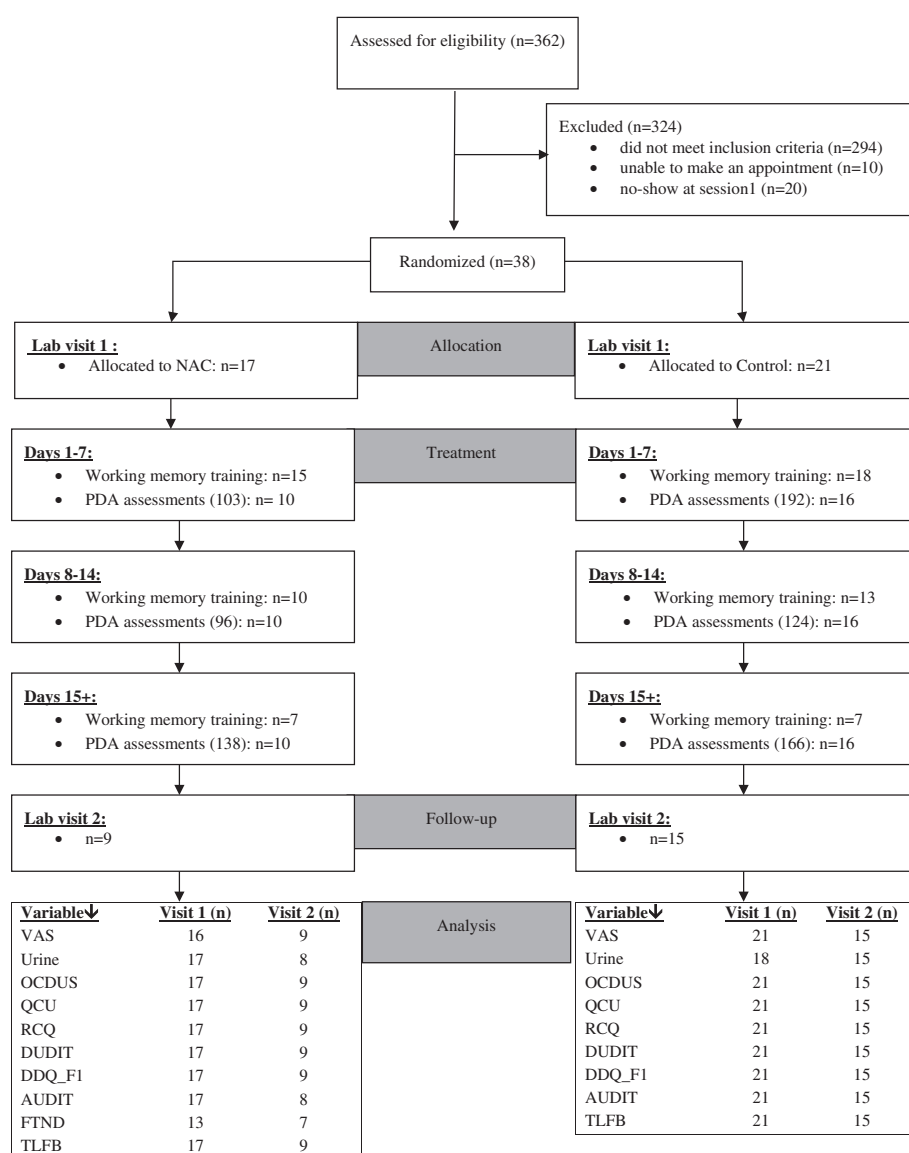 Assessed for eligibility (n=362)
Excluded (n=324)
• did not meet inclusion criteria (n=294)
• unable to make an appointment (n=10)
• no-show at session1 (n=20)
Randomized (n=38)
Lab visit 1 :
• Allocated to NAC: n=17
Allocation
Lab visit 1:
• Allocated to Control: n=21
Days 1-7:
• Working memory training: n=15
• PDA assessments (103): n= 10
Treatment
Days 1-7:
• Working memory training: n=18
• PDA assessments (192): n=16
Days 8-14:
• Working memory training: n=10
• PDA assessments (96): n=10
Days 8-14:
• Working memory training: n=13
• PDA assessments (124): n=16
Days 15+:
• Working memory training: n=7
• PDA assessments (138): n=10
Days 15+:
• Working memory training: n=7
• PDA assessments (166): n=16
Lab visit 2:
• n=9
Follow-up
Lab visit 2:
• n=15
Variable↓ Visit 1 (n) Visit 2 (n)
VAS 16 9
Urine 17 8
OCDUS 17 9
QCU 17 9
RCQ 17 9
DUDIT 17 9
DDQ_F1 17 9
AUDIT 17 8
FTND 13 7
TLFB 17 9
Analysis
Variable↓ Visit 1 (n) Visit 2 (n)
VAS 21 15
Urine 18 15
OCDUS 21 15
QCU 21 15
RCQ 21 15
DUDIT 21 15
DDQ_F1 21 15
AUDIT 21 15
TLFB 21 15